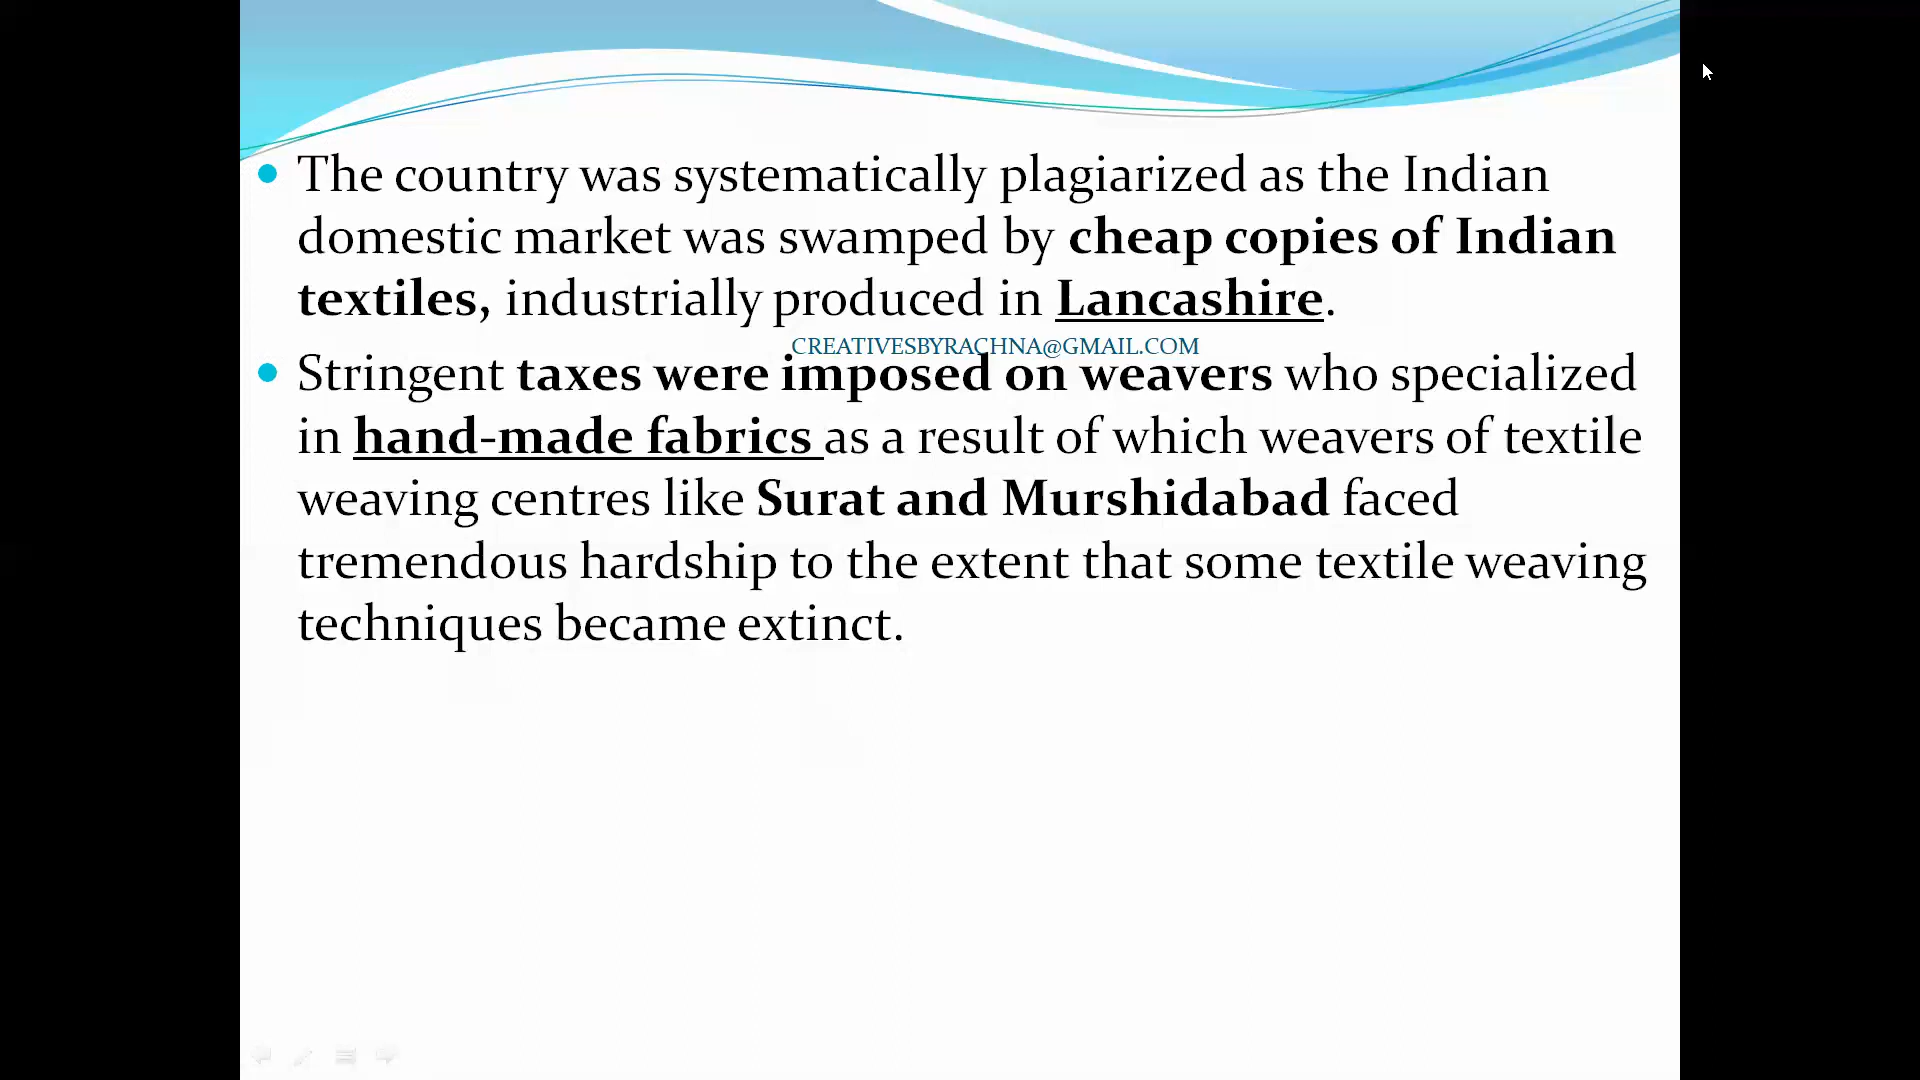 The country was systematically plagiarized as the Indian
domestic market was swamped by cheap copies of Indian
textiles, industrially produced in Lancashire.
CREATIVESBYRACHNA@GMAIL.COM
Stringent taxes were imposed on weavers who specialized
in hand-made fabrics as a result of which weavers of textile
weaving centres like Surat and Murshidabad faced
tremendous hardship to the extent that some textile weaving
techniques became extinct.